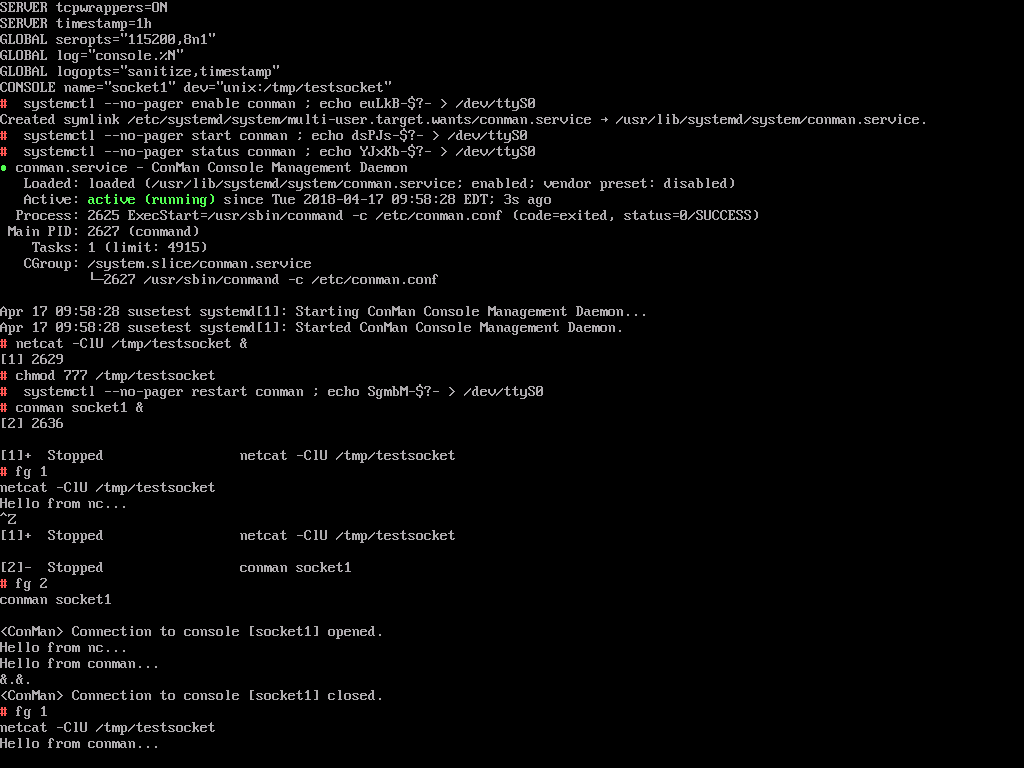 SERVER tcpwrappers=ON
SERVER timestamp=1h
GLOBAL seropts="115200,8n1"
GLOBAL log="console.%N"
GLOBAL logopts="sanitize,timestamp"
CONSOLE name="socket1" dev="unix:/tmp/testsocket"
#  systemctl --no-pager enable conman ; echo euLkB-$?- > /dev/ttyS0
Created symlink /etc/systemd/system/multi-user.target.wants/conman.service → /usr/lib/systemd/system/conman.service.
#  systemctl --no-pager start conman ; echo dsPJs-$?- > /dev/ttyS0
#  systemctl --no-pager status conman ; echo YJxKb-$?- > /dev/ttyS0
● conman.service - ConMan Console Management Daemon
   Loaded: loaded (/usr/lib/systemd/system/conman.service; enabled; vendor preset: disabled)
   Active: active (running) since Tue 2018-04-17 09:58:28 EDT; 3s ago
  Process: 2625 ExecStart=/usr/sbin/conmand -c /etc/conman.conf (code=exited, status=0/SUCCESS)
 Main PID: 2627 (conmand)
    Tasks: 1 (limit: 4915)
   CGroup: /system.slice/conman.service
           └─2627 /usr/sbin/conmand -c /etc/conman.conf

Apr 17 09:58:28 susetest systemd[1]: Starting ConMan Console Management Daemon...
Apr 17 09:58:28 susetest systemd[1]: Started ConMan Console Management Daemon.
# netcat -ClU /tmp/testsocket &
[1] 2629
# chmod 777 /tmp/testsocket
#  systemctl --no-pager restart conman ; echo SgmbM-$?- > /dev/ttyS0
# conman socket1 &
[2] 2636

[1]+  Stopped                 netcat -ClU /tmp/testsocket
# fg 1
netcat -ClU /tmp/testsocket
Hello from nc...
^Z
[1]+  Stopped                 netcat -ClU /tmp/testsocket

[2]-  Stopped                 conman socket1
# fg 2
conman socket1

<ConMan> Connection to console [socket1] opened.
Hello from nc...
Hello from conman...
&.&.
<ConMan> Connection to console [socket1] closed.
# fg 1
netcat -ClU /tmp/testsocket
Hello from conman...